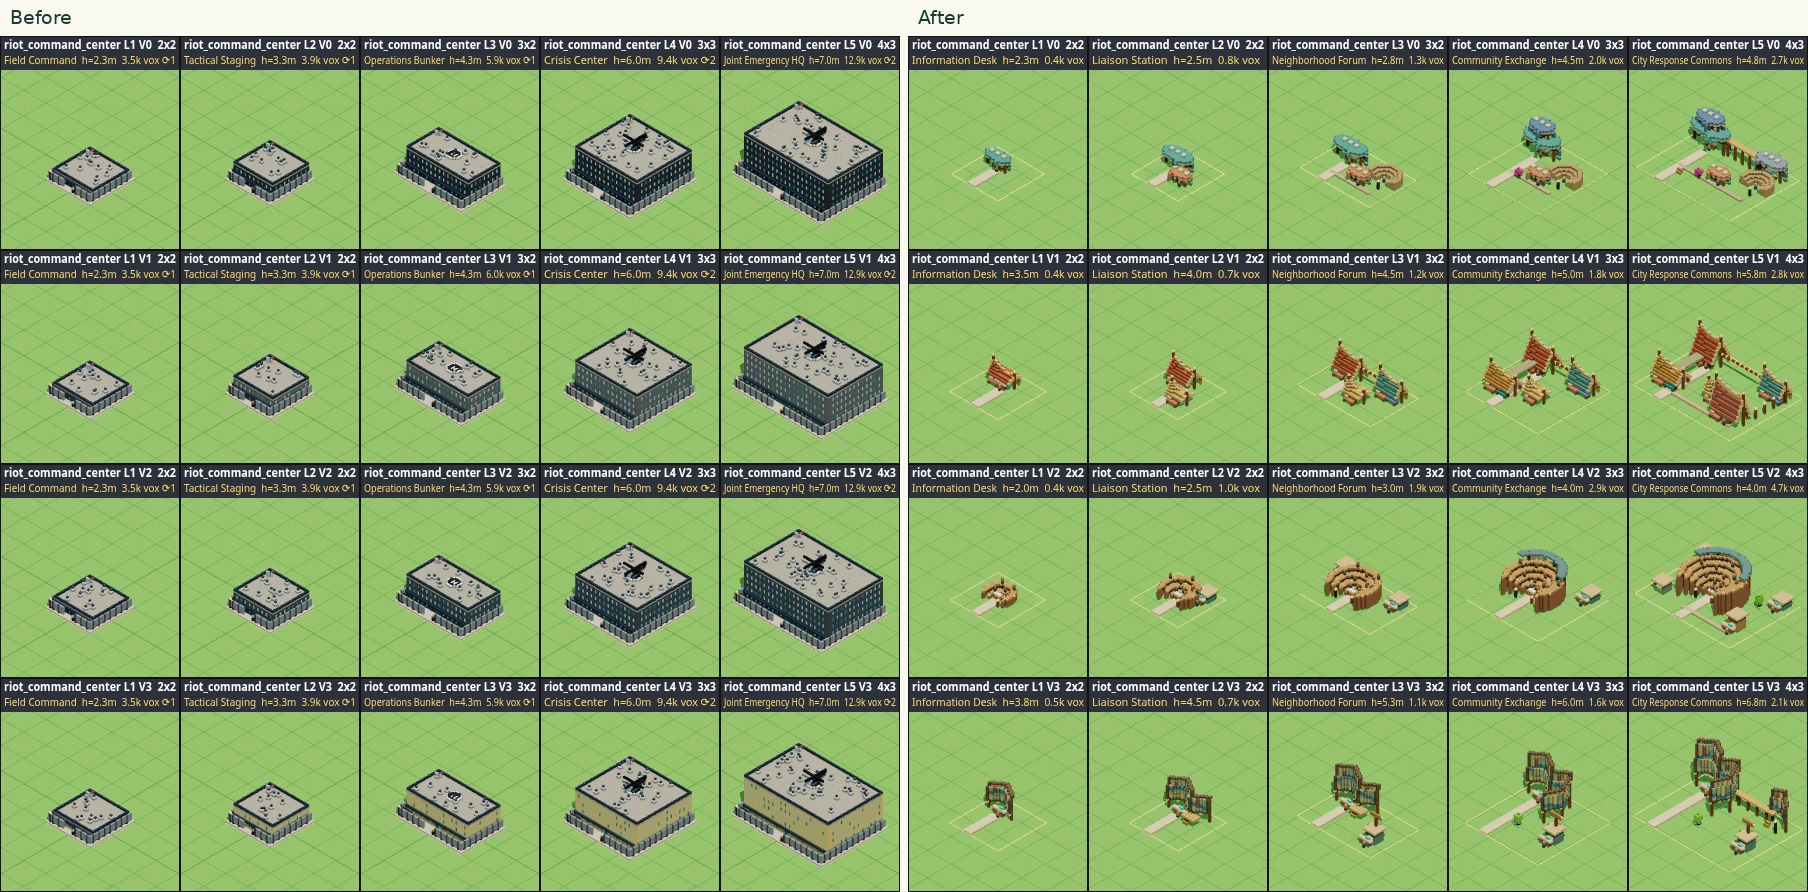 Before
After
riot_command_center L1 V0 2x2
Field Command h=2.3m 3.5k vox ⟳1
riot_command_center L2 V0 2x2
Tactical Staging h=3.3m 3.9k vox ⟳1
riot_command_center L3 V0 3x2
Operations Bunker h=4.3m 5.9k vox ⟳1
riot_command_center L4 V0 3x3
Crisis Center h=6.0m 9.4k vox ⟳2
riot_command_center L5 V0 4x3
Joint Emergency HQ h=7.0m 12.9k vox ⟳2
riot_command_center L1 V0 2x2
Information Desk h=2.3m 0.4k vox
riot_command_center L2 V0 2x2
Liaison Station h=2.5m 0.8k vox
riot_command_center L3 V0 3x2
Neighborhood Forum h=2.8m 1.3k vox
riot_command_center L4 V0 3x3
Community Exchange h=4.5m 2.0k vox
riot_command_center L5 V0 4x3
City Response Commons h=4.8m 2.7k vox
riot_command_center L1 V1 2x2
Field Command h=2.3m 3.5k vox ⟳1
riot_command_center L2 V1 2x2
Tactical Staging h=3.3m 3.9k vox ⟳1
riot_command_center L3 V1 3x2
Operations Bunker h=4.3m 6.0k vox ⟳1
riot_command_center L4 V1 3x3
Crisis Center h=6.0m 9.4k vox ⟳2
riot_command_center L5 V1 4x3
Joint Emergency HQ h=7.0m 12.9k vox ⟳2
riot_command_center L1 V1 2x2
Information Desk h=3.5m 0.4k vox
riot_command_center L2 V1 2x2
Liaison Station h=4.0m 0.7k vox
riot_command_center L3 V1 3x2
Neighborhood Forum h=4.5m 1.2k vox
riot_command_center L4 V1 3x3
Community Exchange h=5.0m 1.8k vox
riot_command_center L5 V1 4x3
City Response Commons h=5.8m 2.8k vox
riot_command_center L1 V2 2x2
Field Command h=2.3m 3.5k vox ⟳1
riot_command_center L2 V2 2x2
Tactical Staging h=3.3m 3.9k vox ⟳1
riot_command_center L3 V2 3x2
Operations Bunker h=4.3m 5.9k vox ⟳1
riot_command_center L4 V2 3x3
Crisis Center h=6.0m 9.4k vox ⟳2
riot_command_center L5 V2 4x3
Joint Emergency HQ h=7.0m 12.9k vox ⟳2
riot_command_center L1 V2 2x2
Information Desk h=2.0m 0.4k vox
riot_command_center L2 V2 2x2
Liaison Station h=2.5m 1.0k vox
riot_command_center L3 V2 3x2
Neighborhood Forum h=3.0m 1.9k vox
riot_command_center L4 V2 3x3
Community Exchange h=4.0m 2.9k vox
riot_command_center L5 V2 4x3
City Response Commons h=4.0m 4.7k vox
riot_command_center L1 V3 2x2
Field Command h=2.3m 3.5k vox ⟳1
riot_command_center L2 V3 2x2
Tactical Staging h=3.3m 3.9k vox ⟳1
riot_command_center L3 V3 3x2
Operations Bunker h=4.3m 5.9k vox ⟳1
riot_command_center L4 V3 3x3
Crisis Center h=6.0m 9.4k vox ⟳2
riot_command_center L5 V3 4x3
Joint Emergency HQ h=7.0m 12.9k vox ⟳2
riot_command_center L1 V3 2x2
Information Desk h=3.8m 0.5k vox
riot_command_center L2 V3 2x2
Liaison Station h=4.5m 0.7k vox
riot_command_center L3 V3 3x2
Neighborhood Forum h=5.3m 1.1k vox
riot_command_center L4 V3 3x3
Community Exchange h=6.0m 1.6k vox
riot_command_center L5 V3 4x3
City Response Commons h=6.8m 2.1k vox